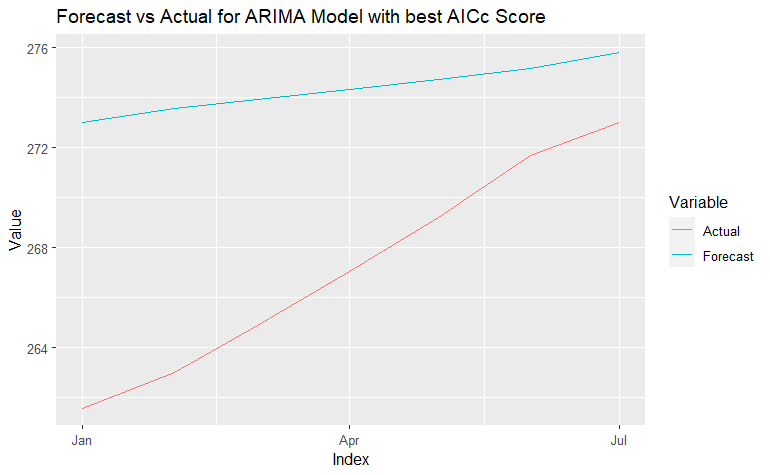 Forecast vs Actual for ARIMA Model with best AICc Score
276
272
268
264
Value
Jan
Apr
Jul
Index
Variable
Actual
Forecast